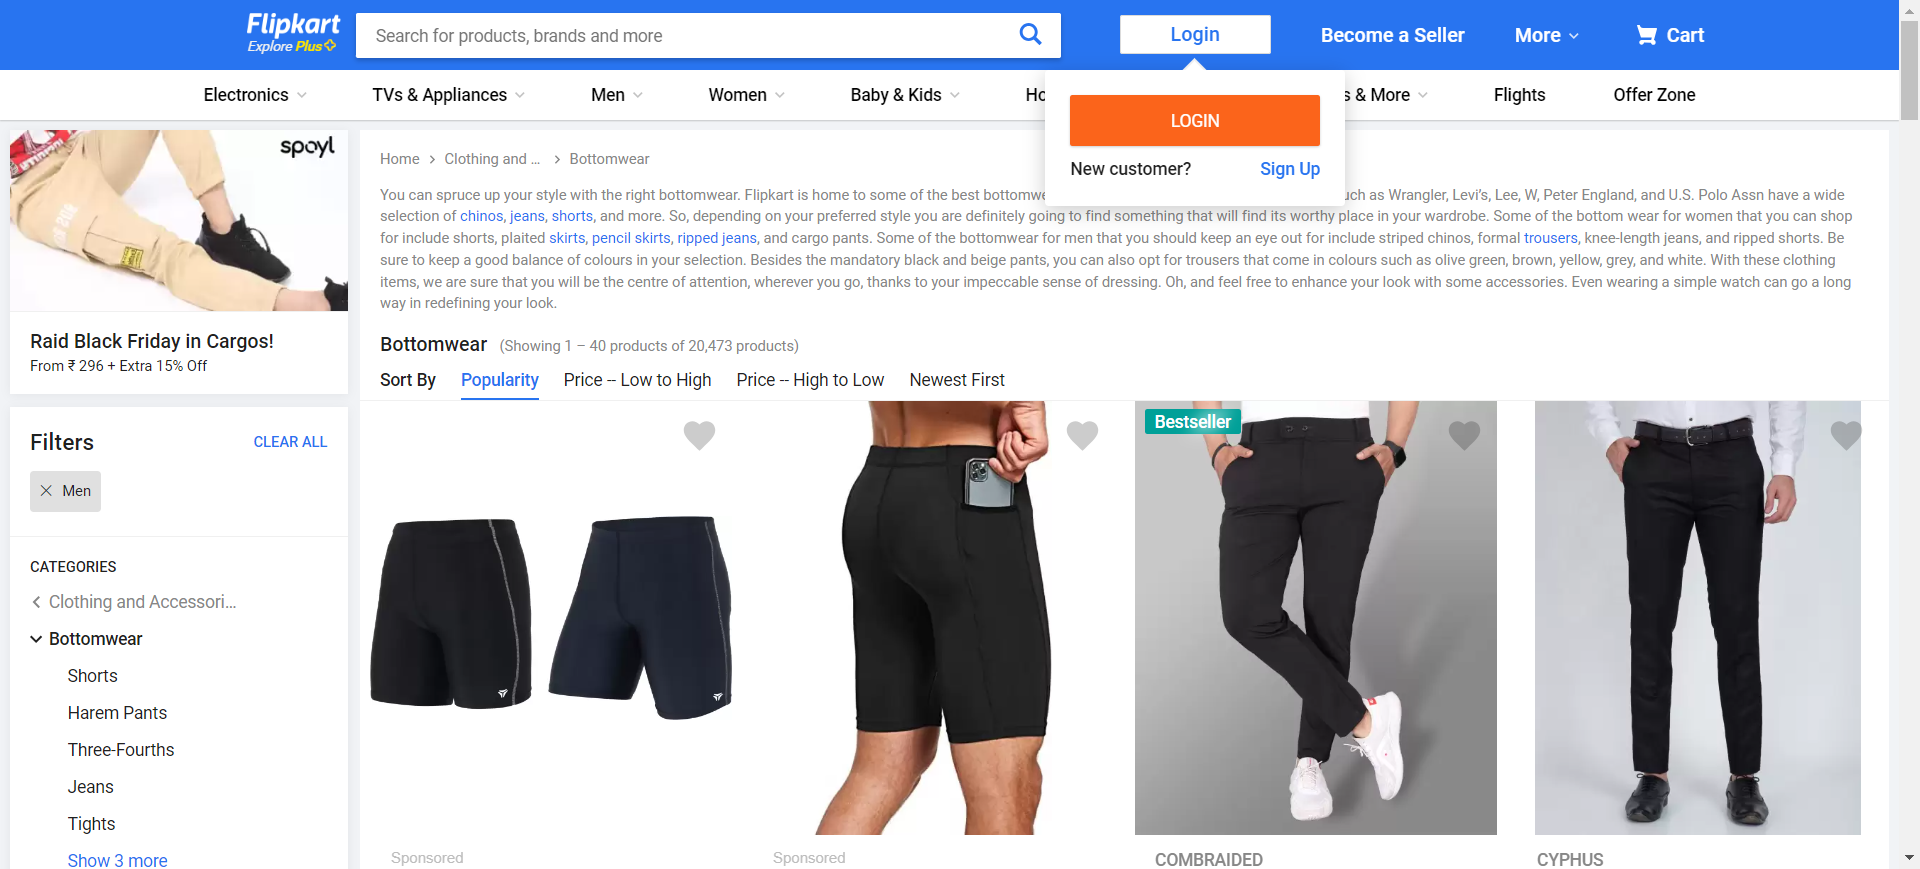 Flipkart
Explore Plus
Search for products, brands and more
Login
Become a Seller
More
Cart
Electronics
TVs & Appliances
Men
Women
Baby & Kids
Ho
s & More
Flights
Offer Zone
LOGIN
New customer?
Sign Up
spoyl
Raid Black Friday in Cargos!
From ₹ 296 + Extra 15% Off
Filters
CLEAR ALL
Men
CATEGORIES
Clothing and Accessori...
Bottomwear
Shorts
Harem Pants
Three-Fourths
Jeans
Tights
Show 3 more
Home > Clothing and ... > Bottomwear
You can spruce up your style with the right bottomwear. Flipkart is home to some of the best bottomwe uch as Wrangler, Levi's, Lee, W, Peter England, and U.S. Polo Assn have a wide
selection of chinos, jeans, shorts, and more. So, depending on your preferred style you are definitely going to find something that will find its worthy place in your wardrobe. Some of the bottom wear for women that you can shop
for include shorts, plaited skirts, pencil skirts, ripped jeans, and cargo pants. Some of the bottomwear for men that you should keep an eye out for include striped chinos, formal trousers, knee-length jeans, and ripped shorts. Be
sure to keep a good balance of colours in your selection. Besides the mandatory black and beige pants, you can also opt for trousers that come in colours such as olive green, brown, yellow, grey, and white. With these clothing
items, we are sure that you will be the centre of attention, wherever you go, thanks to your impeccable sense of dressing. Oh, and feel free to enhance your look with some accessories. Even wearing a simple watch can go a long
way in redefining your look.
Bottomwear (Showing 1 – 40 products of 20,473 products)
Sort By
Popularity
Price -- Low to High
Price -- High to Low
Newest First
Bestseller
Sponsored
Sponsored
COMBRAIDED
CYPHUS